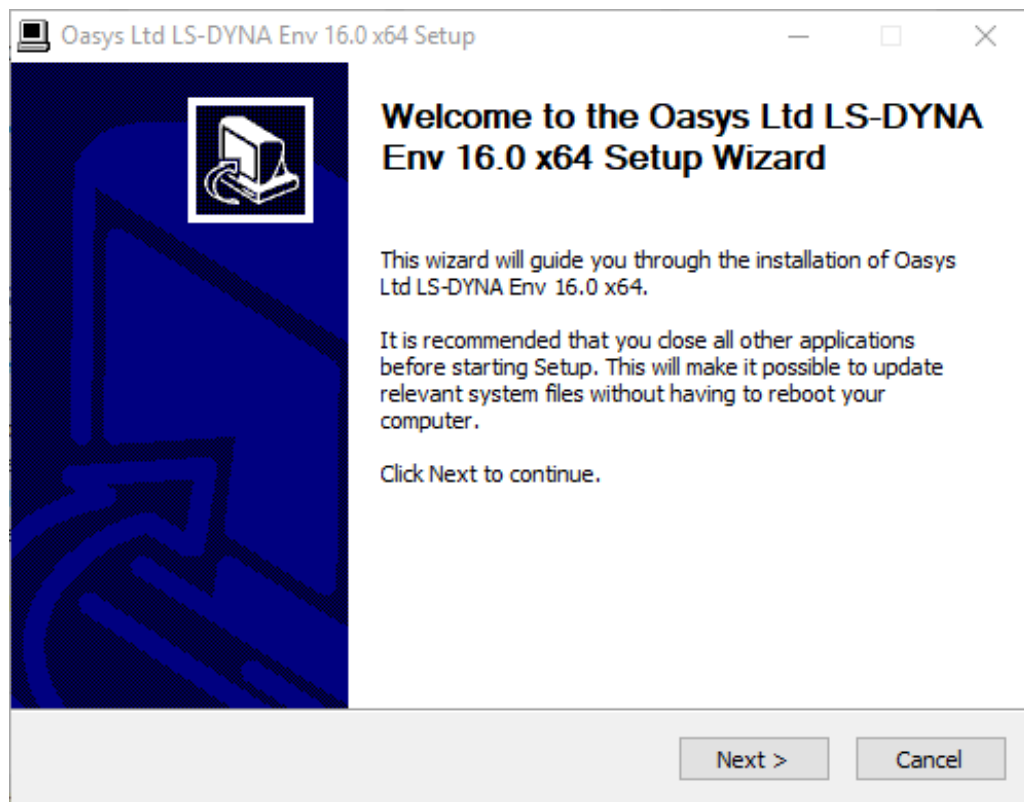 Oasys Ltd LS-DYNA Env 16.0 x64 Setup
Welcome to the Oasys Ltd LS-DYNA
Env 16.0 x64 Setup Wizard
This wizard will guide you through the installation of Oasys
Ltd LS-DYNA Env 16.0 x64.
It is recommended that you close all other applications
before starting Setup. This will make it possible to update
relevant system files without having to reboot your
computer.
Click Next to continue.
Next >
Cancel